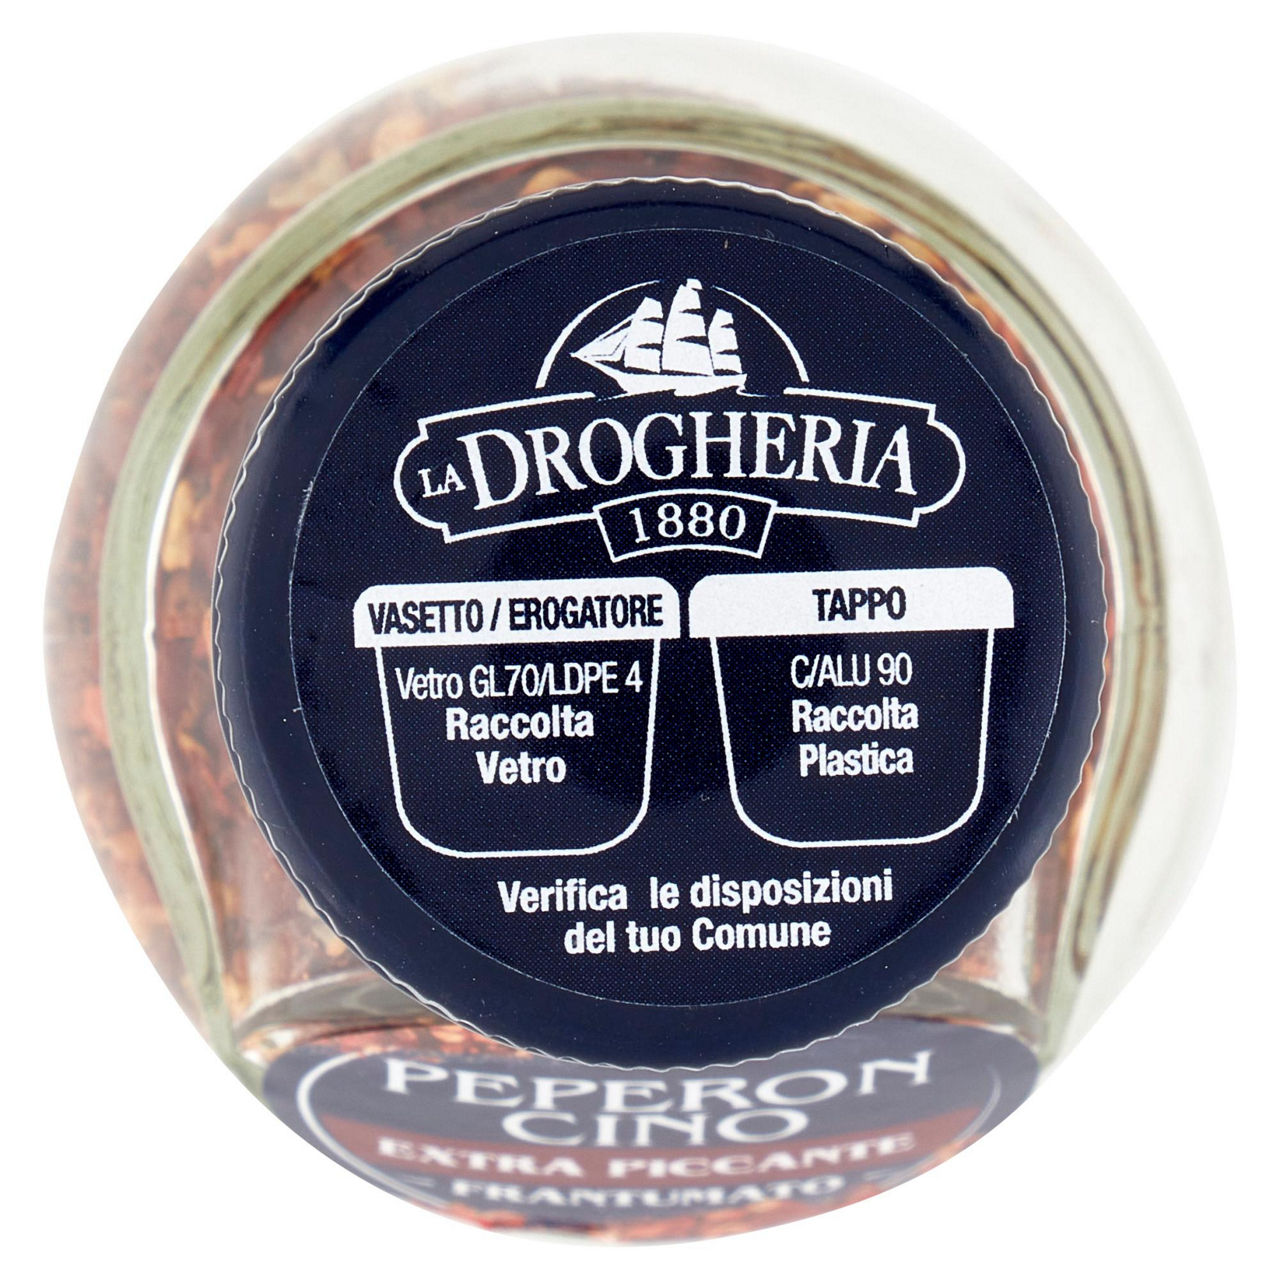 LA DROGHERIA
1880
VASETTO / EROGATORE
Vetro GL70/LDPE 4
Raccolta
Vetro
TAPPO
C/ALU 90
Raccolta
Plastica
Verifica le disposizioni
del tuo Comune
PEPERON
CINO
EXTRA PICCANTE
FRANTUMATO